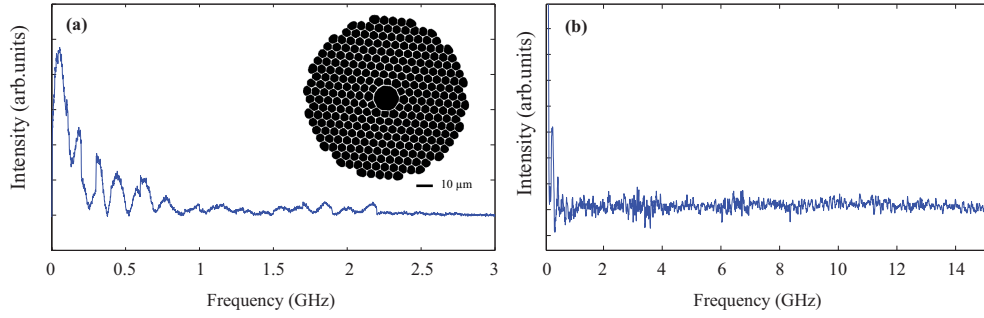 (a)
Intensity (arb.units)
10 µm
0 0.5 1 1.5 2 2.5 3
Frequency (GHz)
(b)
Intensity (arb.units)
0 2 4 6 8 10 12 14
Frequency (GHz)